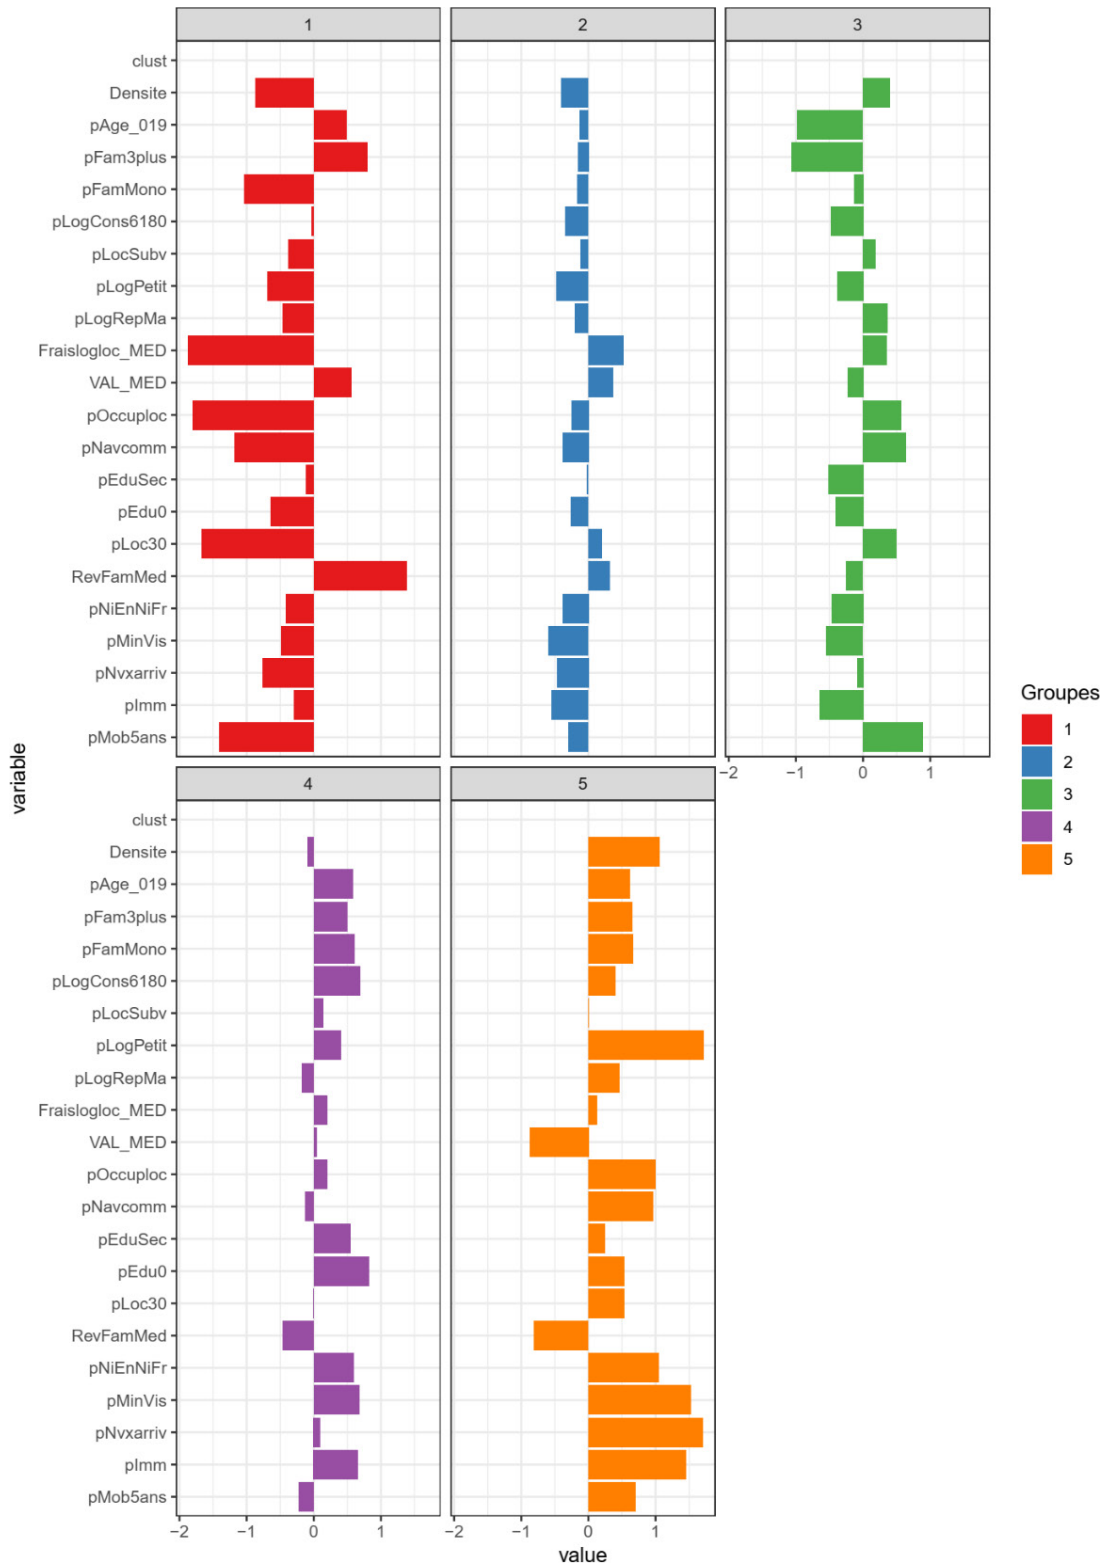 1 2 3
clust
Densite
pAge_019
pFam3plus
pFamMono
pLogCons6180
pLocSubv
pLogPetit
pLogRepMa
Fraislogloc_MED
VAL_MED
pOccuploc
pNavcomm
pEduSec
pEdu0
pLoc30
RevFamMed
pNiEnNiFr
pMinVis
pNvxarriv
pImm
pMob5ans
−2 −1 0 1
variable
4 5
clust
Densite
pAge_019
pFam3plus
pFamMono
pLogCons6180
pLocSubv
pLogPetit
pLogRepMa
Fraislogloc_MED
VAL_MED
pOccuploc
pNavcomm
pEduSec
pEdu0
pLoc30
RevFamMed
pNiEnNiFr
pMinVis
pNvxarriv
pImm
pMob5ans
−2 −1 0 1 −2 −1 0 1
value
Groupes
1
2
3
4
5